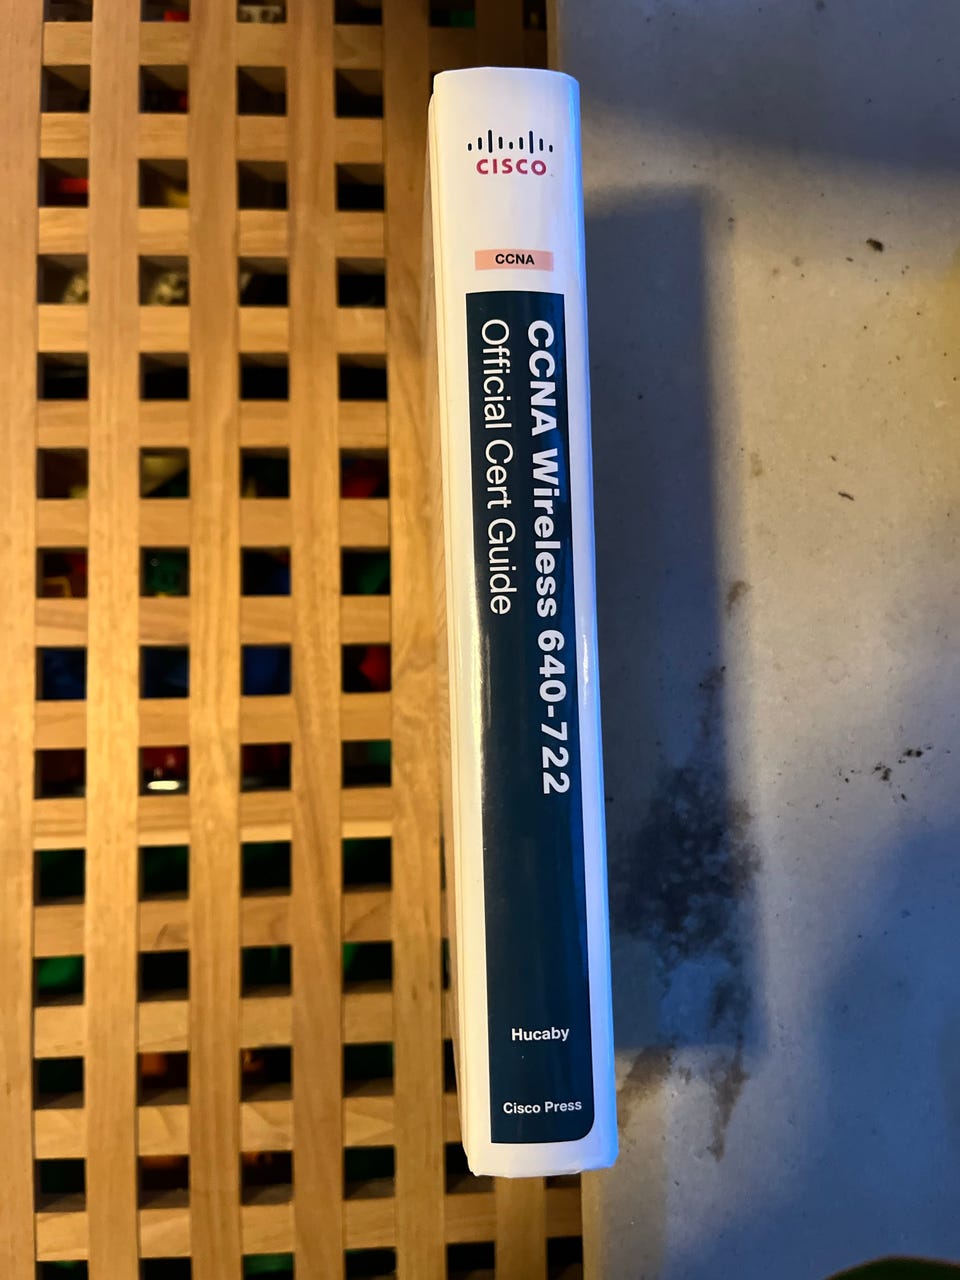 CISCO
CCNA
CCNA Wireless 640-722
Official Cert Guide
Hucaby
Cisco Press